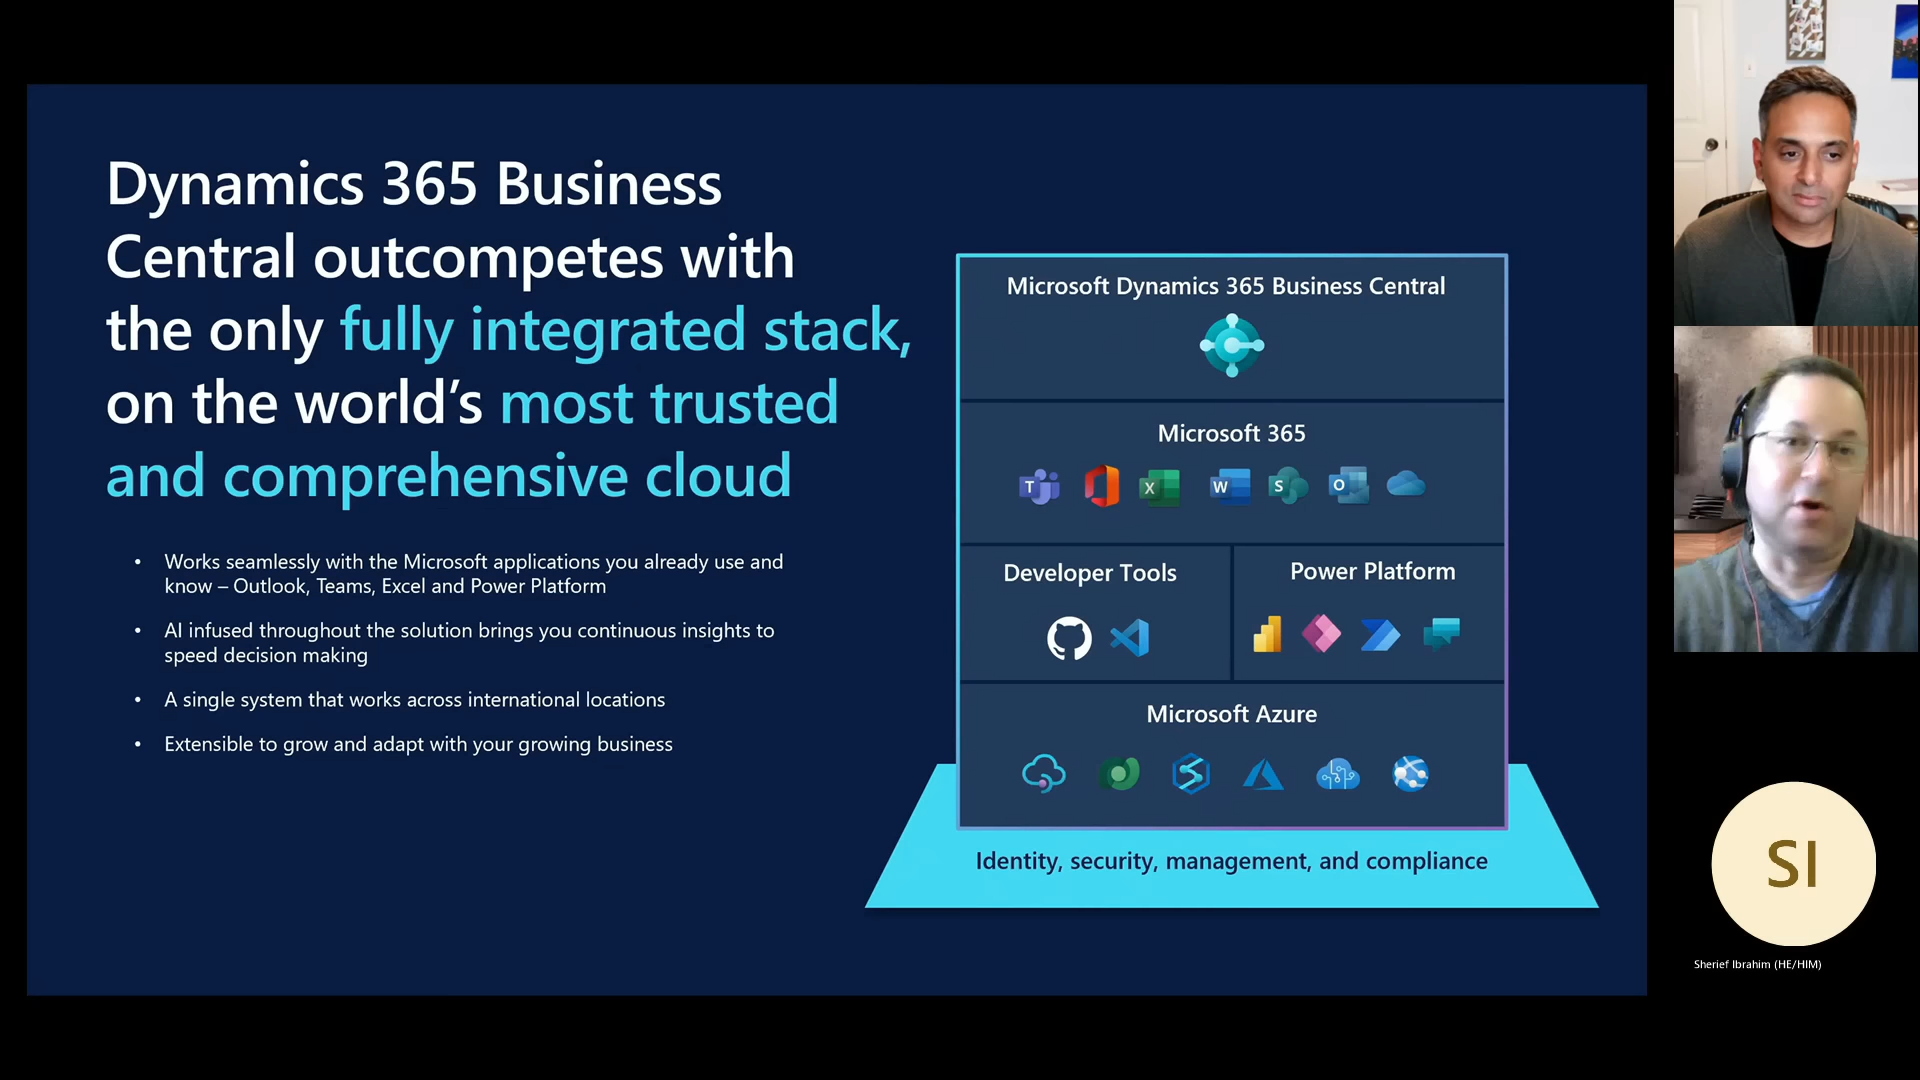 Dynamics 365 Business
Central outcompetes with
the only fully integrated stack,
on the world's most trusted
and comprehensive cloud
• Works seamlessly with the Microsoft applications you already use and
know – Outlook, Teams, Excel and Power Platform
• AI infused throughout the solution brings you continuous insights to
speed decision making
• A single system that works across international locations
• Extensible to grow and adapt with your growing business
Microsoft Dynamics 365 Business Central
Microsoft 365
T
X
W
S
O
Developer Tools
Power Platform
Microsoft Azure
Identity, security, management, and compliance
SI
Sherief Ibrahim (HE/HIM)